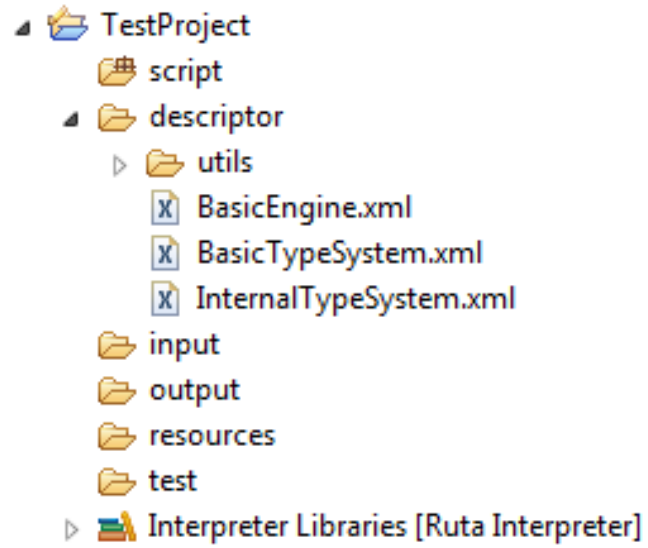 TestProject
script
descriptor
utils
BasicEngine.xml
BasicTypeSystem.xml
InternalTypeSystem.xml
input
output
resources
test
Interpreter Libraries [Ruta Interpreter]